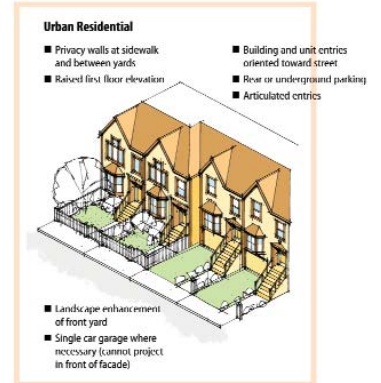 Urban Residential
■ Privacy walls at sidewalk
and between yards
■ Raised first floor elevation
■ Building and unit entries
oriented toward street
■ Rear or underground parking
■ Articulated entries
■ Landscape enhancement
of front yard
■ Single car garage where
necessary (cannot project
in front of facade)